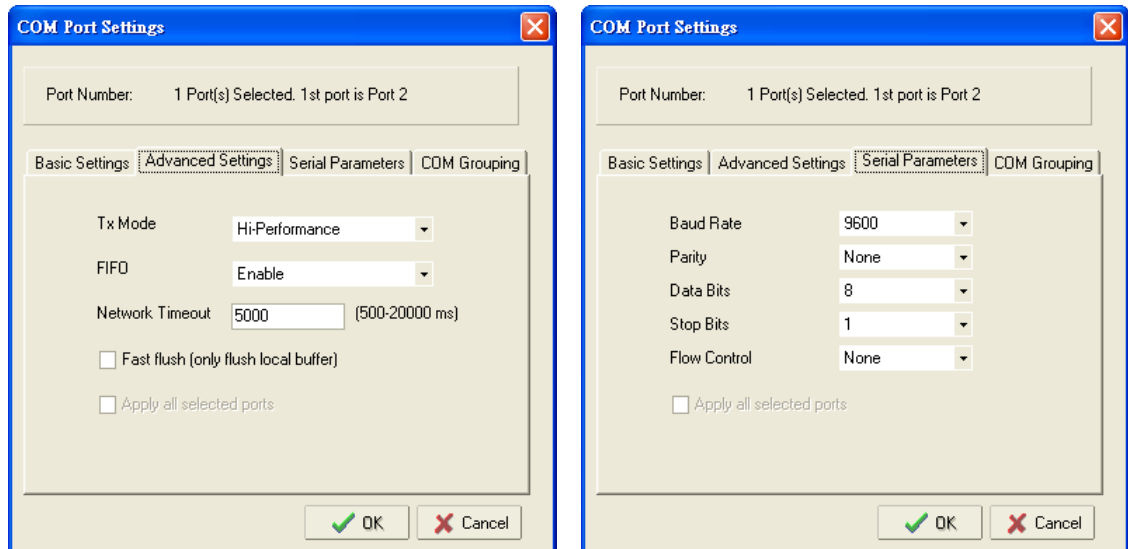 COM Port Settings
Port Number: 1 Port(s) Selected. 1st port is Port 2
Basic Settings Advanced Settings Serial Parameters COM Grouping
Tx Mode Hi-Performance
FIFO Enable
Network Timeout 5000 (500-20000 ms)
Fast flush (only flush local buffer)
Apply all selected ports
OK Cancel
COM Port Settings
Port Number: 1 Port(s) Selected. 1st port is Port 2
Basic Settings Advanced Settings Serial Parameters COM Grouping
Baud Rate 9600
Parity None
Data Bits 8
Stop Bits 1
Flow Control None
Apply all selected ports
OK Cancel